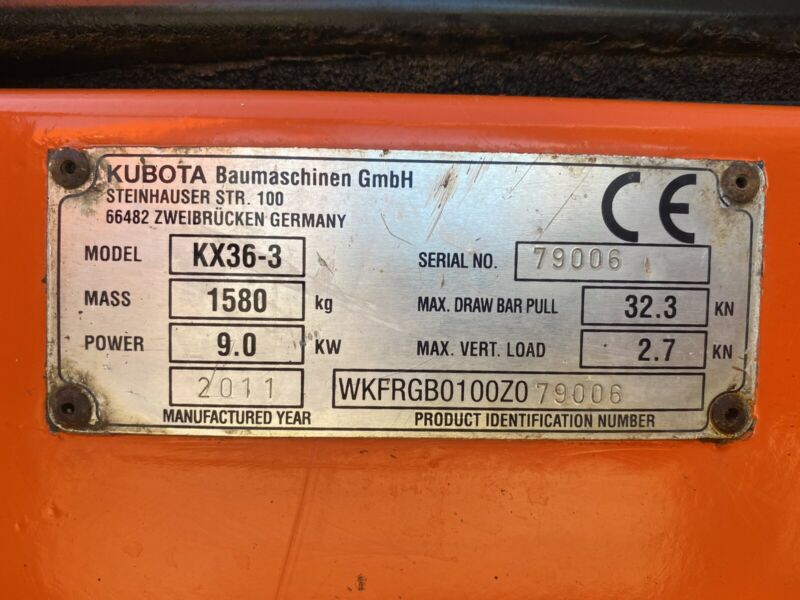 KUBOTA Baumaschinen GmbH
STEINHAUSER STR. 100
66482 ZWEIBRÜCKEN GERMANY
CE
MODEL KX36-3
SERIAL NO. 79006
MASS 1580 kg
MAX. DRAW BAR PULL 32.3 KN
POWER 9.0 KW
MAX. VERT. LOAD 2.7 KN
2011 WKFRGB0100Z079006
MANUFACTURED YEAR PRODUCT IDENTIFICATION NUMBER